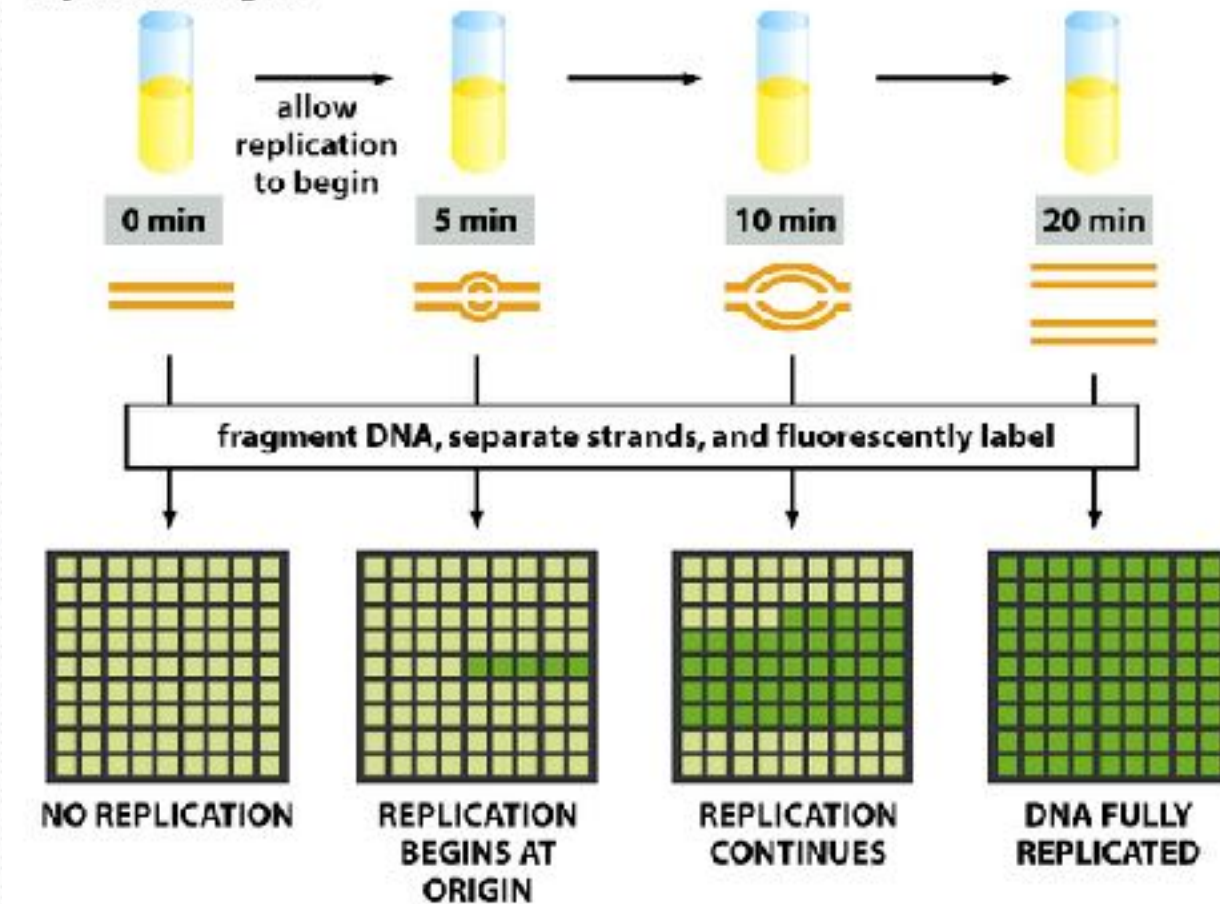 allow
replication
to begin
0 min
5 min
10 min
20 min
fragment DNA, separate strands, and fluorescently label
NO REPLICATION
REPLICATION
BEGINS AT
ORIGIN
REPLICATION
CONTINUES
DNA FULLY
REPLICATED